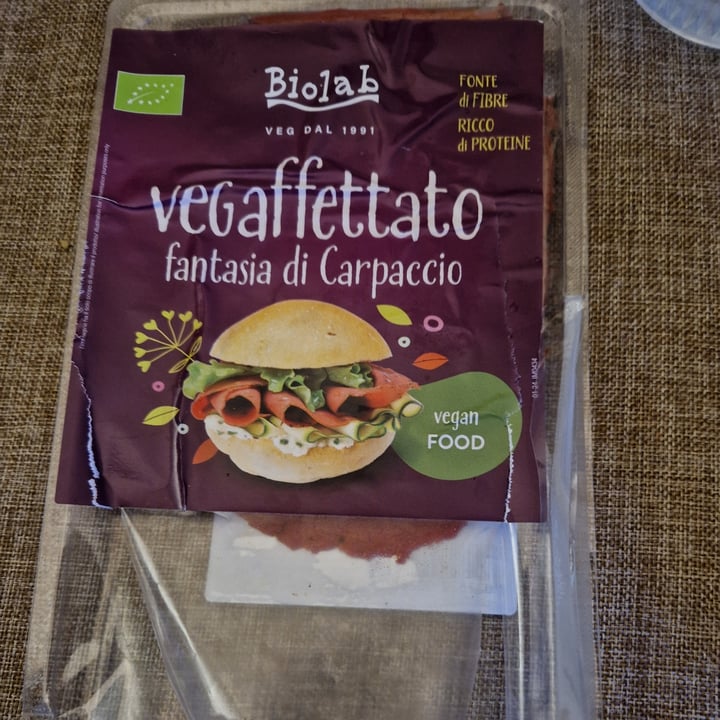 Biolab
VEG DAL 1991
FONTE
di FIBRE
RICCO
di PROTEINE
vegaffettato
fantasia di Carpaccio
vegan
FOOD